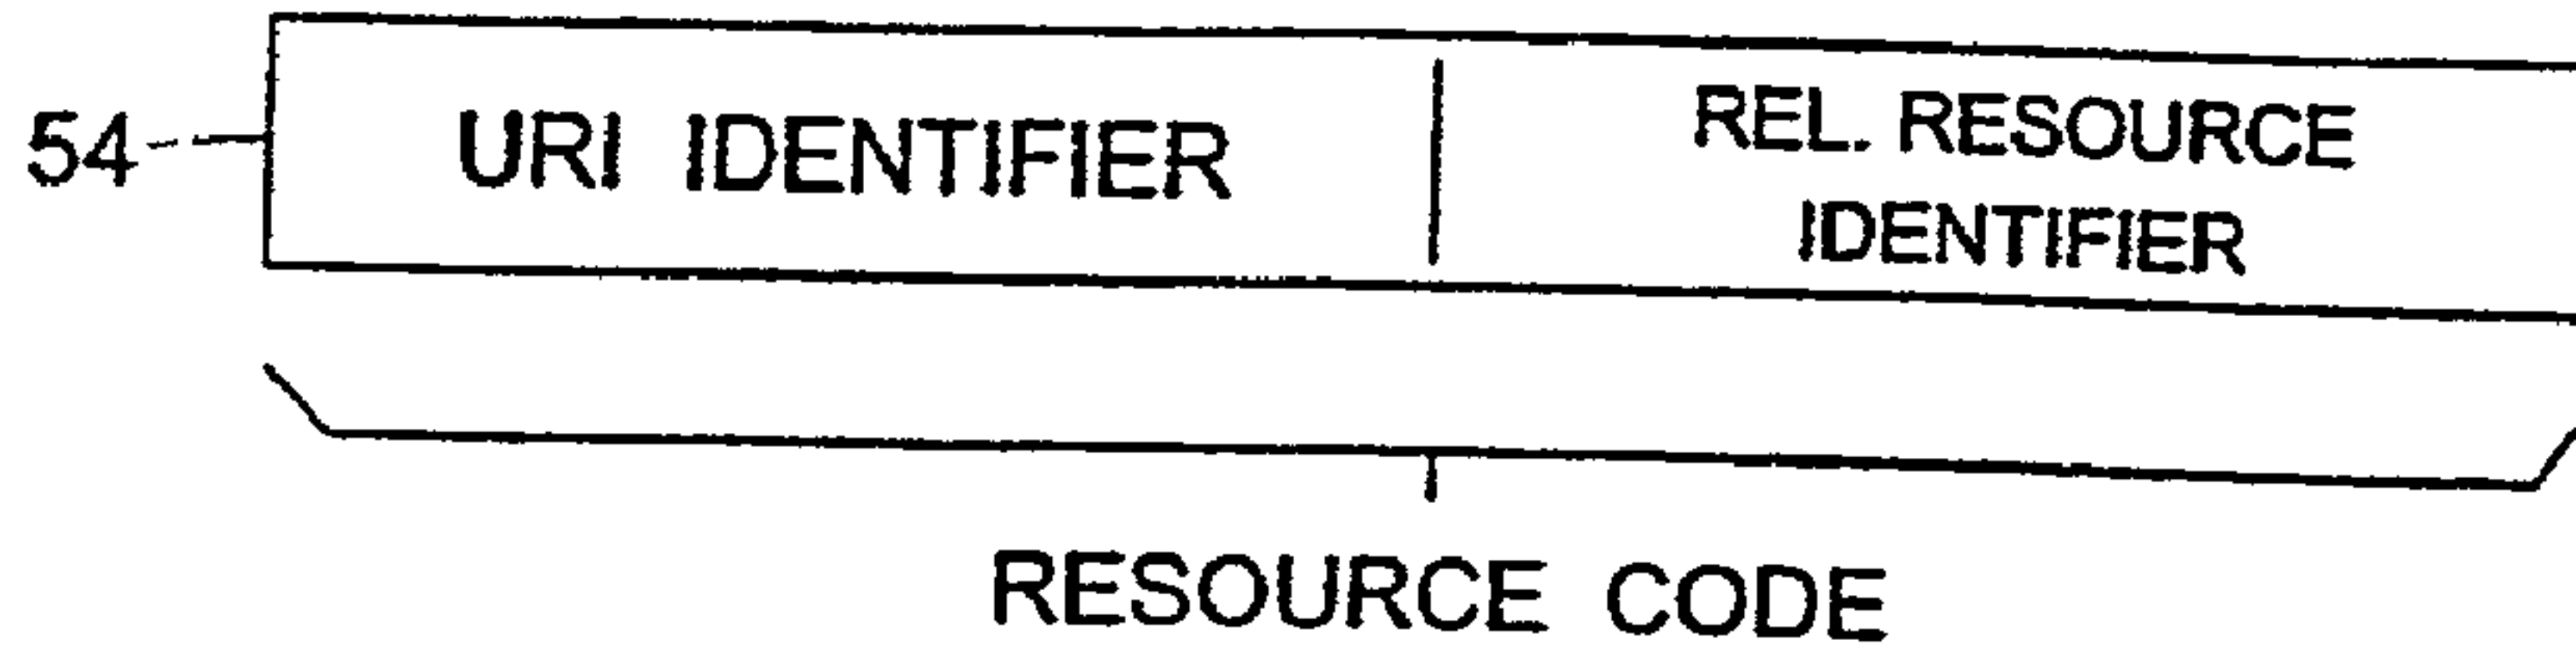 54
URI IDENTIFIER
REL. RESOURCE
IDENTIFIER
RESOURCE CODE